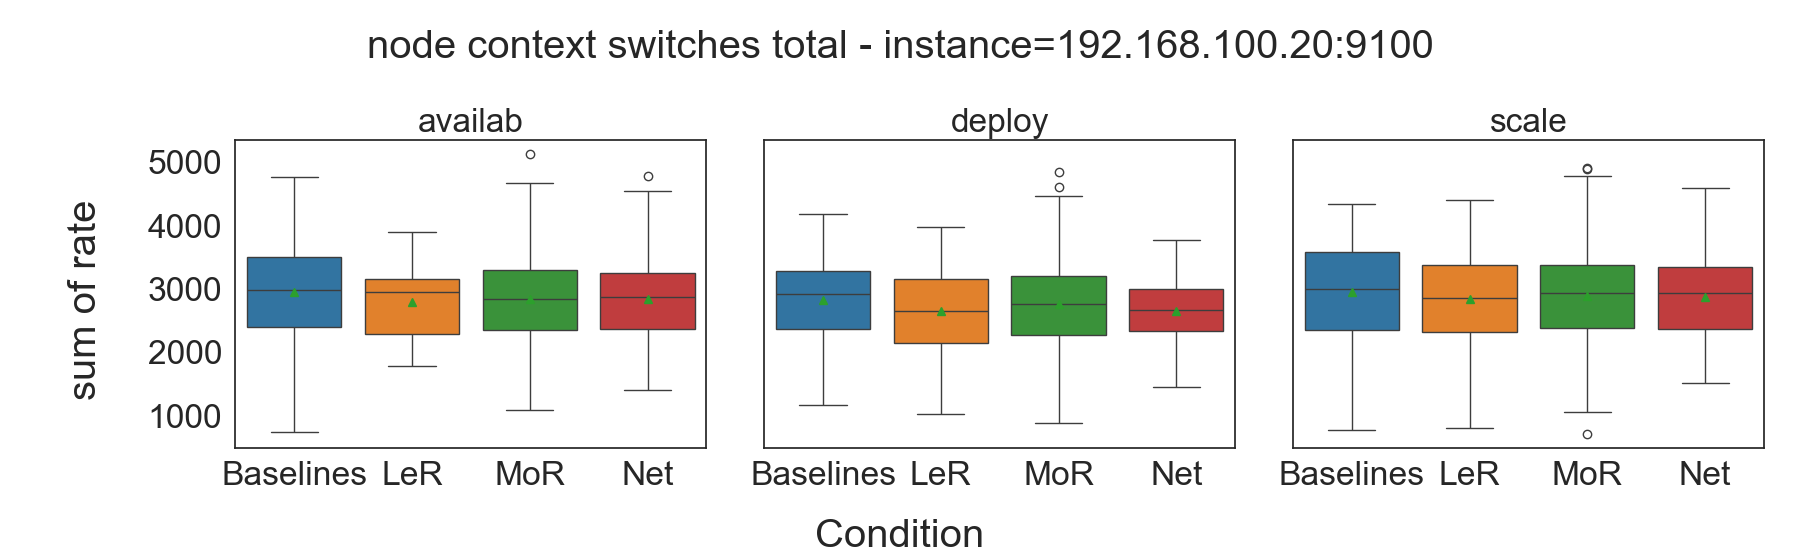 node context switches total - instance=192.168.100.20:9100
availab deploy scale
5000
4000
3000
2000
1000
sum of rate
Baselines LeR MoR Net Baselines LeR MoR Net Baselines LeR MoR Net
Condition